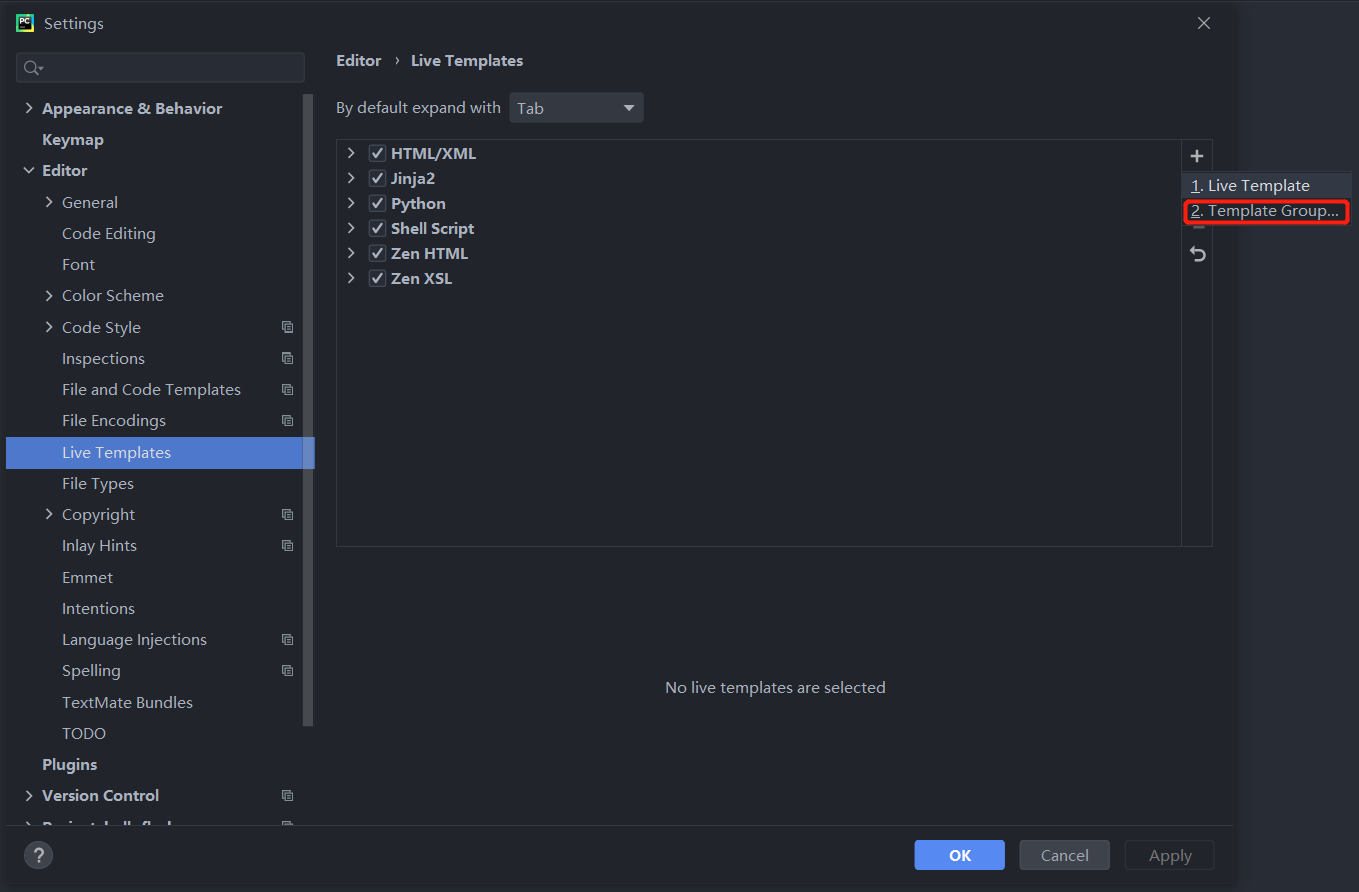 PC
Settings
Editor › Live Templates
By default expand with Tab
Appearance & Behavior
Keymap
Editor
General
Code Editing
Font
Color Scheme
Code Style
Inspections
File and Code Templates
File Encodings
Live Templates
File Types
Copyright
Inlay Hints
Emmet
Intentions
Language Injections
Spelling
TextMate Bundles
TODO
Plugins
Version Control
HTML/XML
Jinja2
Python
Shell Script
Zen HTML
Zen XSL
1. Live Template
2. Template Group...
No live templates are selected
?
OK
Cancel
Apply